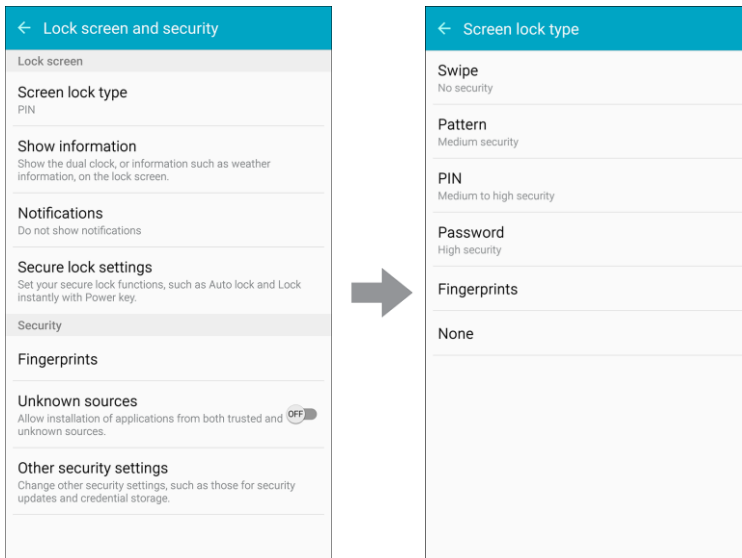 Lock screen and security
Lock screen
Screen lock type
PIN
Show information
Show the dual clock, or information such as weather
information, on the lock screen.
Notifications
Do not show notifications
Secure lock settings
Set your secure lock functions, such as Auto lock and Lock
instantly with Power key.
Security
Fingerprints
Unknown sources
Allow installation of applications from both trusted and
unknown sources.
OFF
Other security settings
Change other security settings, such as those for security
updates and credential storage.
Screen lock type
Swipe
No security
Pattern
Medium security
PIN
Medium to high security
Password
High security
Fingerprints
None